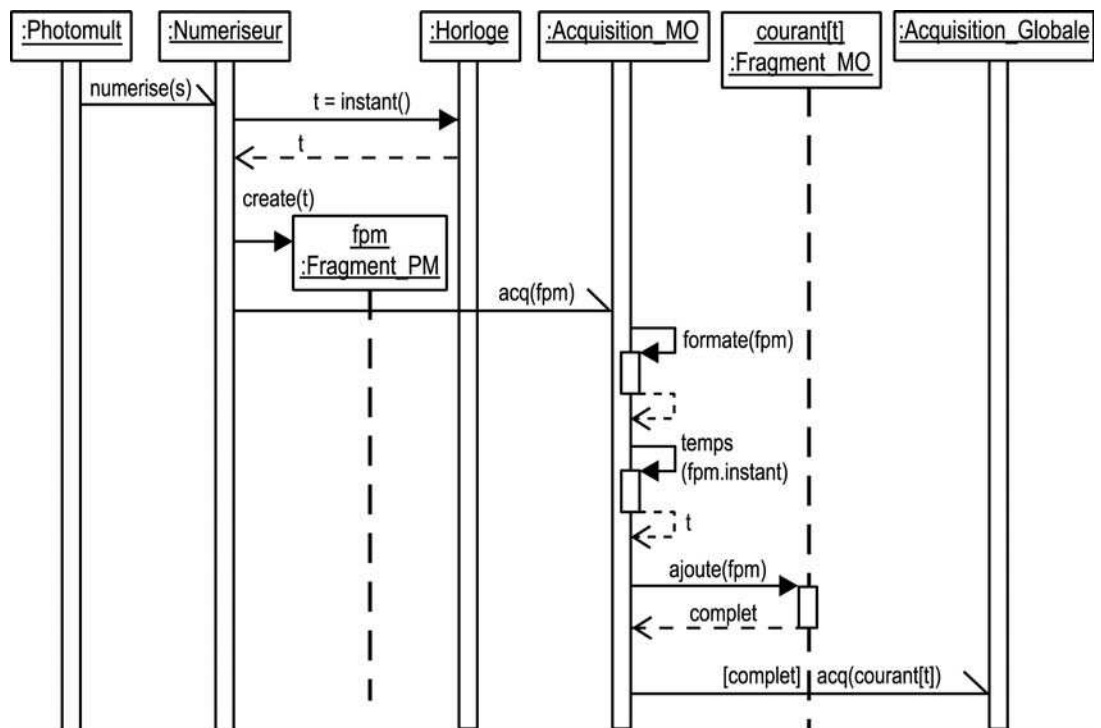 :Photomult
:Numeriseur
:Horloge
:Acquisition_MO
courant[t]
:Fragment_MO
:Acquisition_Globale
numerise(s)
t = instant()
t
create(t)
fpm
:Fragment_PM
acq(fpm)
formate(fpm)
temps
(fpm.instant)
t
ajoute(fpm)
complet
[complet] acq(courant[t])